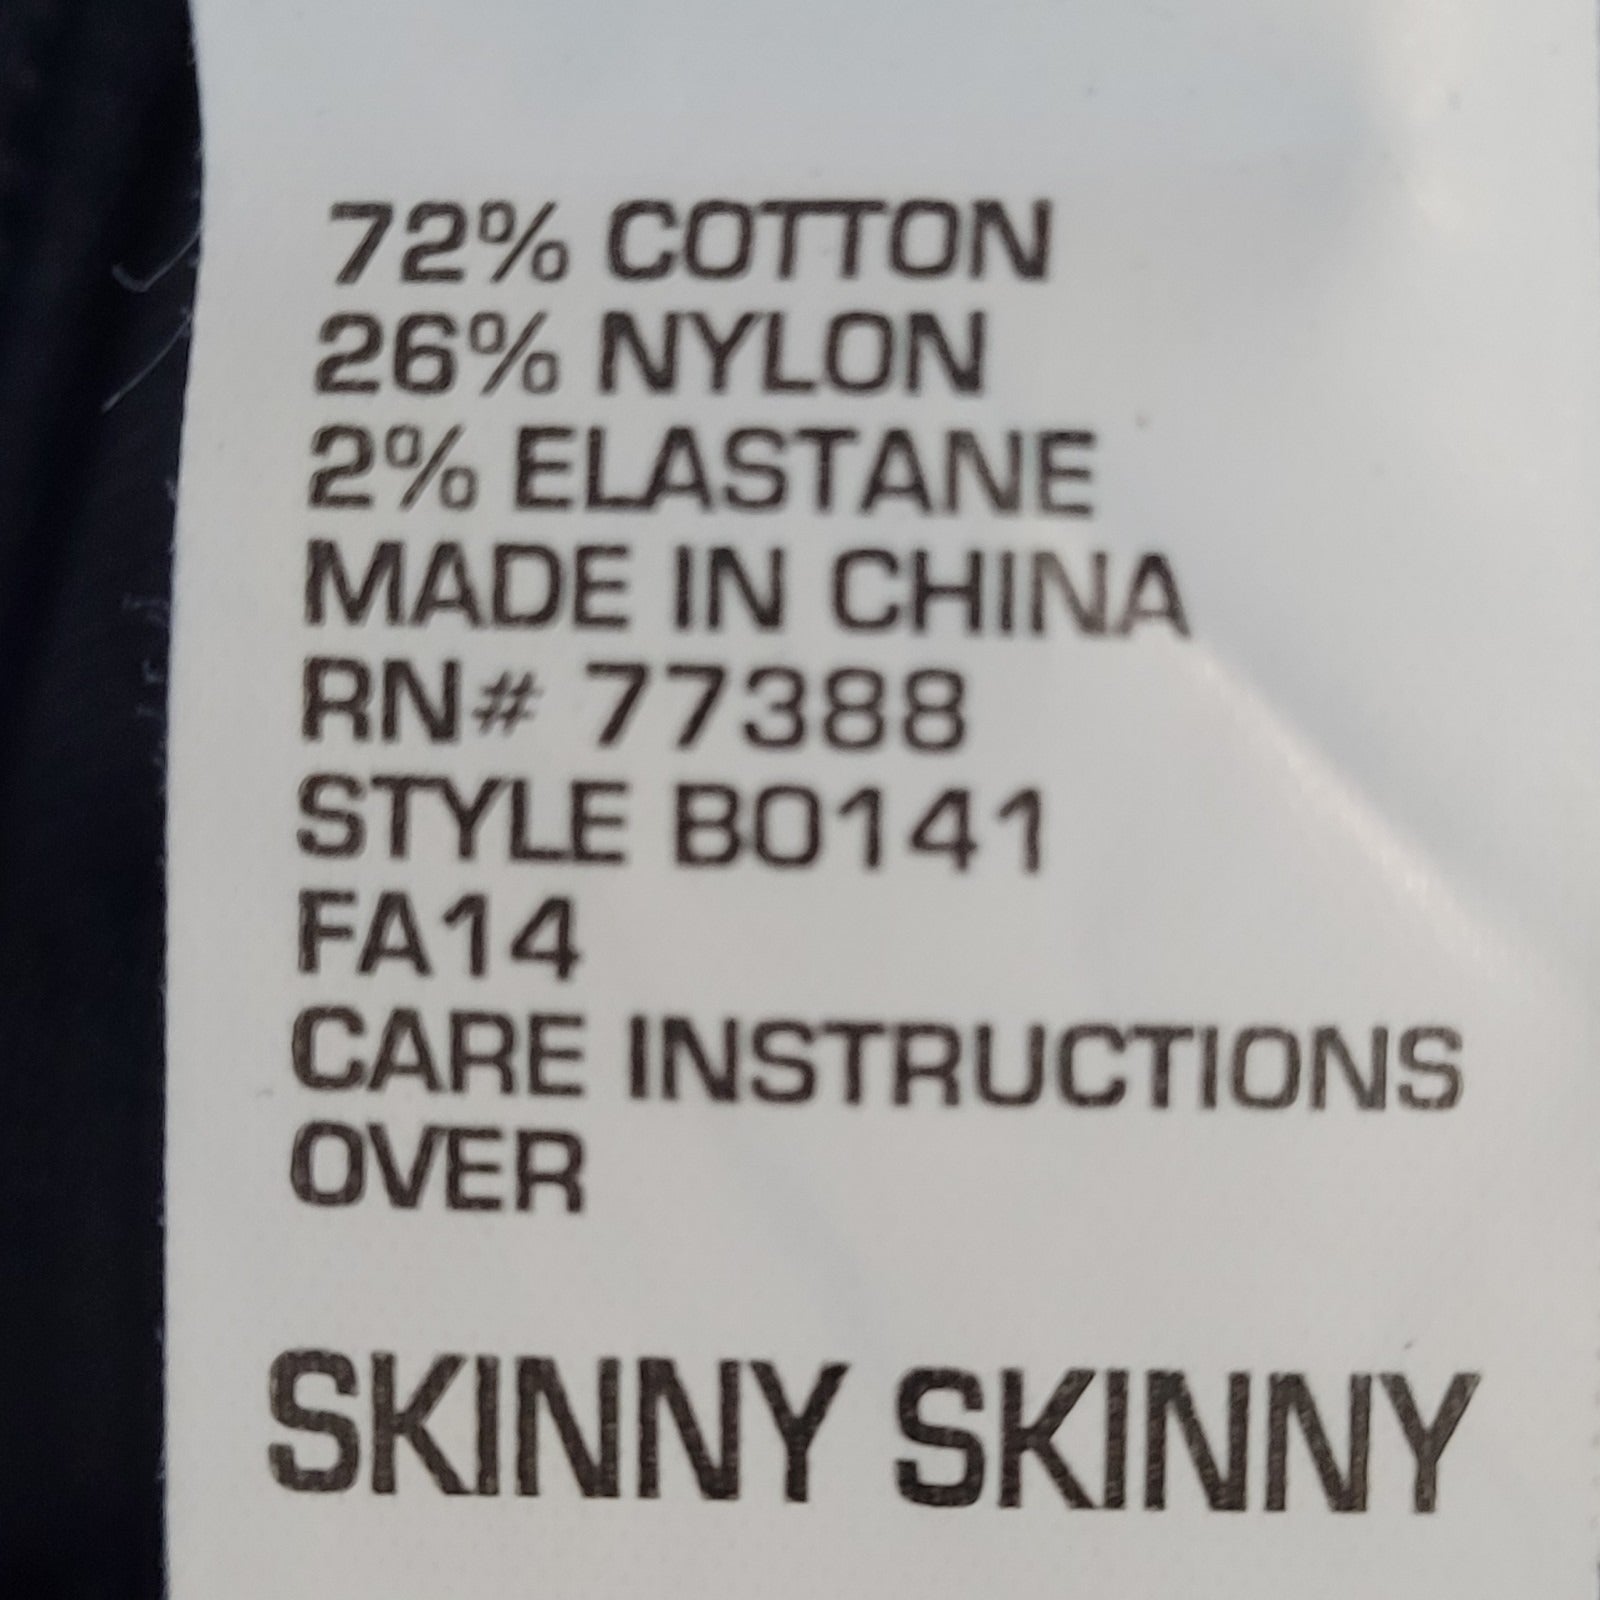 72% COTTON
26% NYLON
2% ELASTANE
MADE IN CHINA
RN# 77388
STYLE B0141
FA14
CARE INSTRUCTIONS
OVER
SKINNY SKINNY